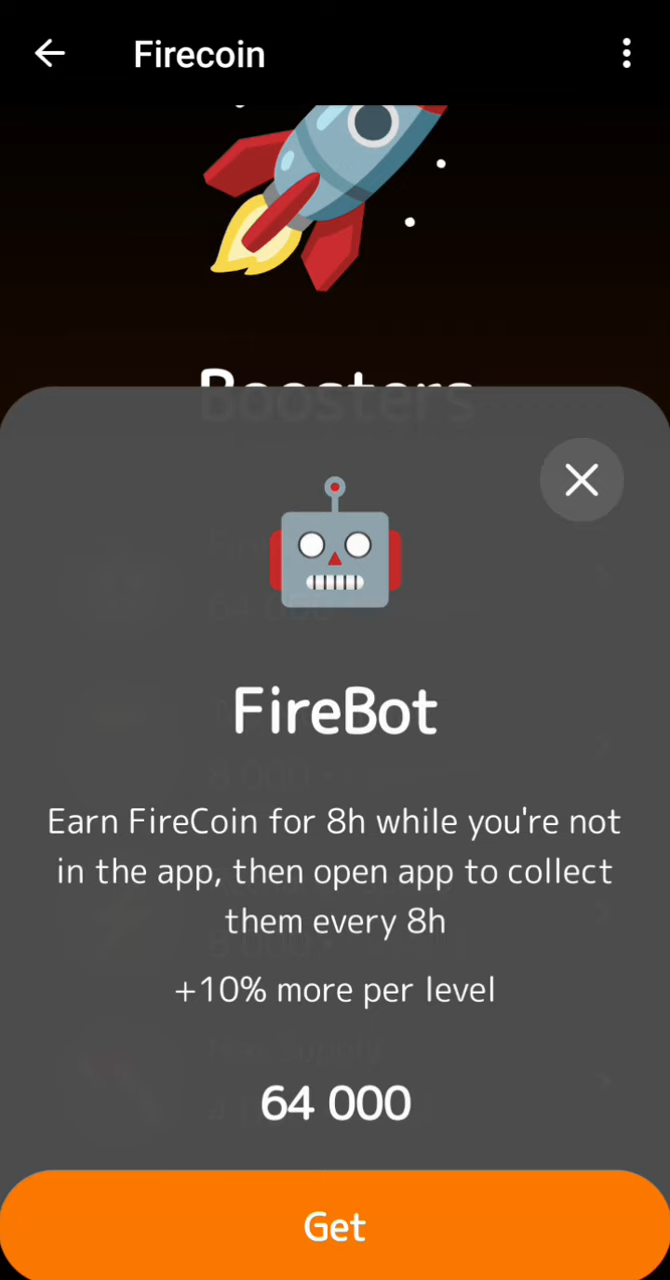 Firecoin
Boosters
FireBot
Earn FireCoin for 8h while you're not
in the app, then open app to collect
them every 8h
+10% more per level
64 000
Get